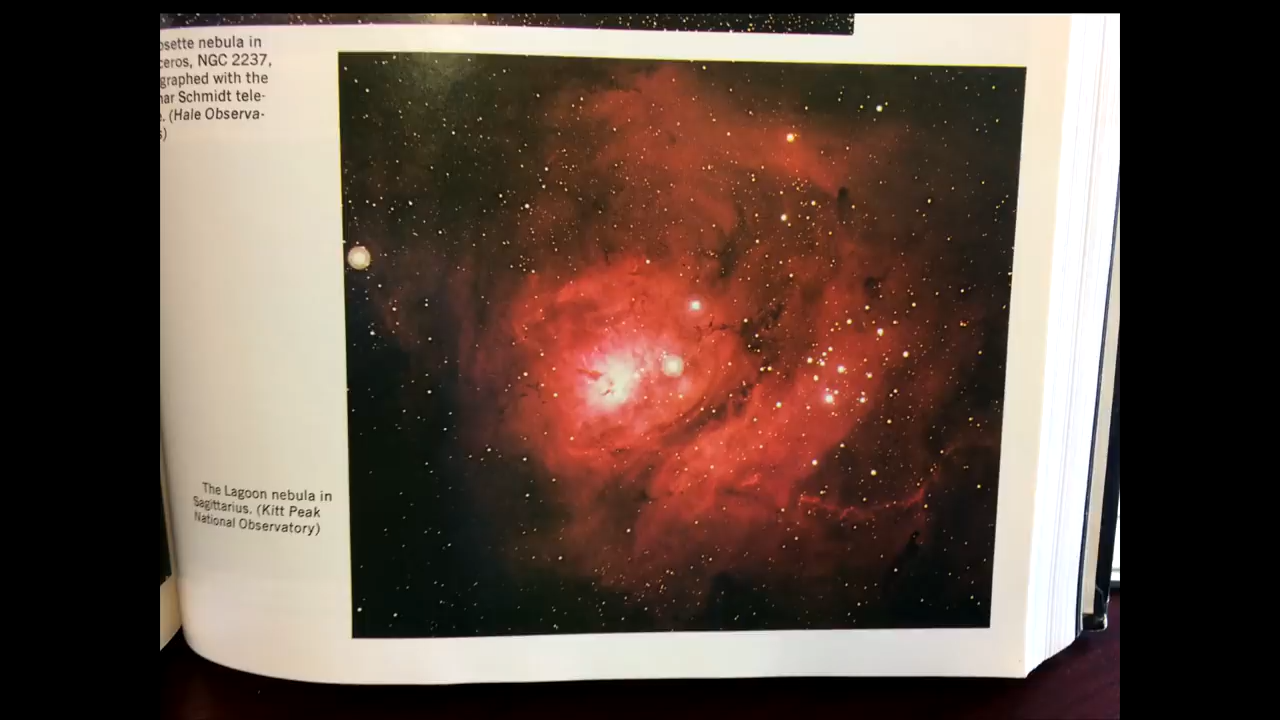 osette nebula in
ceros, NGC 2237,
graphed with the
nar Schmidt tele-
e. (Hale Observa-
s)
The Lagoon nebula in
Sagittarius. (Kitt Peak
National Observatory)